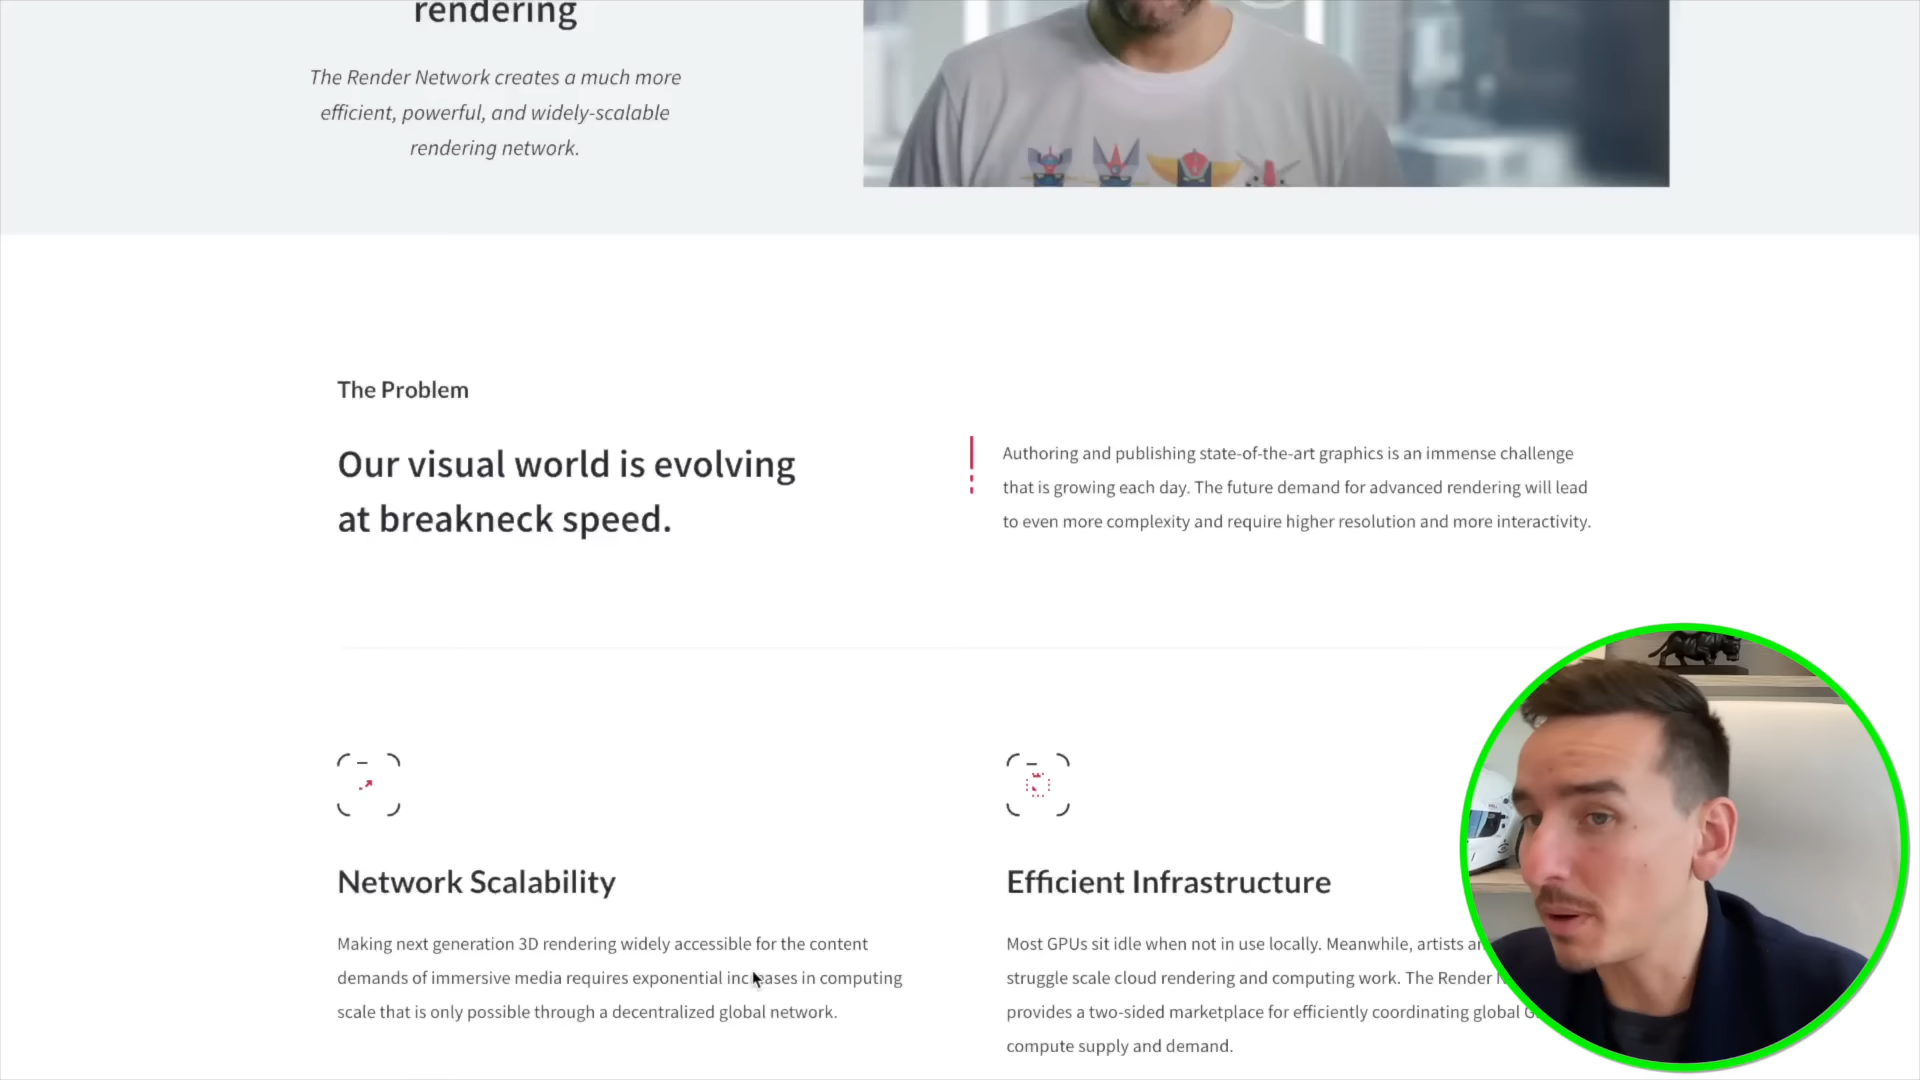 rendering
The Render Network creates a much more
efficient, powerful, and widely-scalable
rendering network.
The Problem
Our visual world is evolving
at breakneck speed.
Authoring and publishing state-of-the-art graphics is an immense challenge
that is growing each day. The future demand for advanced rendering will lead
to even more complexity and require higher resolution and more interactivity.
Network Scalability
Making next generation 3D rendering widely accessible for the content
demands of immersive media requires exponential increases in computing
scale that is only possible through a decentralized global network.
Efficient Infrastructure
Most GPUs sit idle when not in use locally. Meanwhile, artists
struggle scale cloud rendering and computing work. The Render
provides a two-sided marketplace for efficiently coordinating global
compute supply and demand.